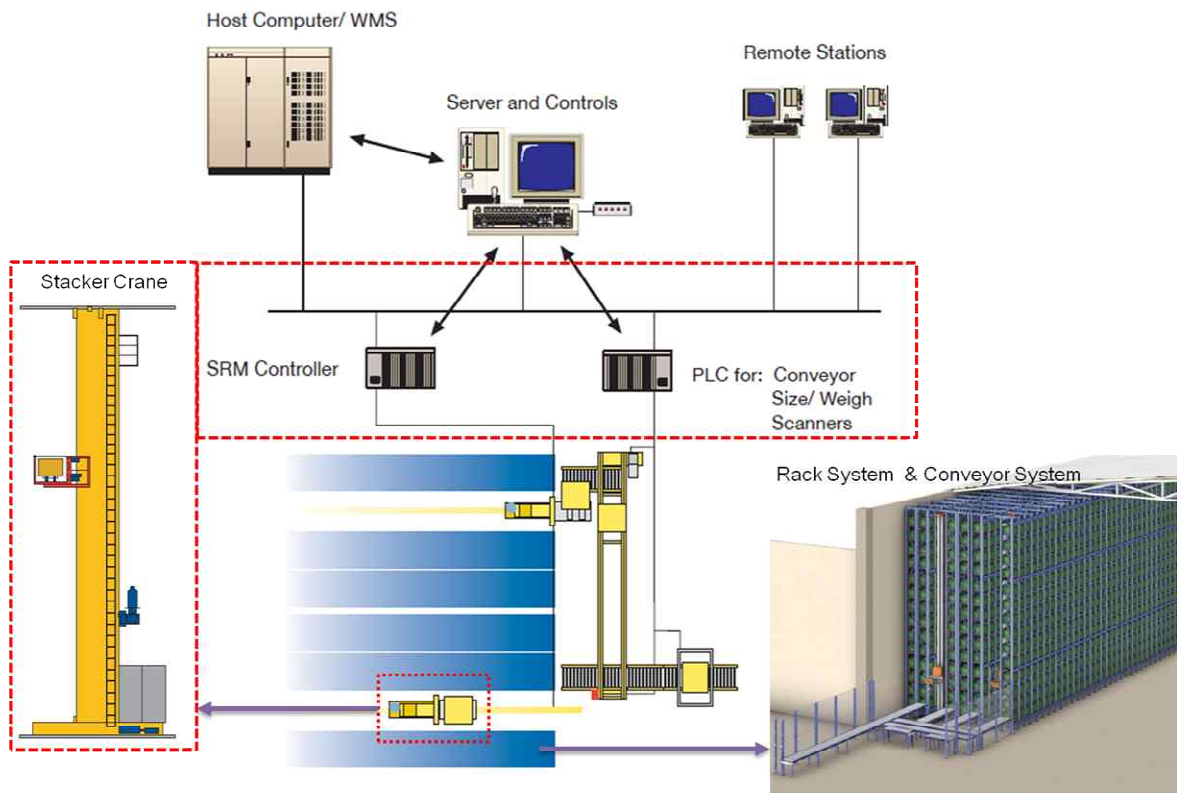 Host Computer/ WMS
Remote Stations
Server and Controls
Stacker Crane
SRM Controller
PLC for: Conveyor
Size/ Weigh
Scanners
Rack System & Conveyor System